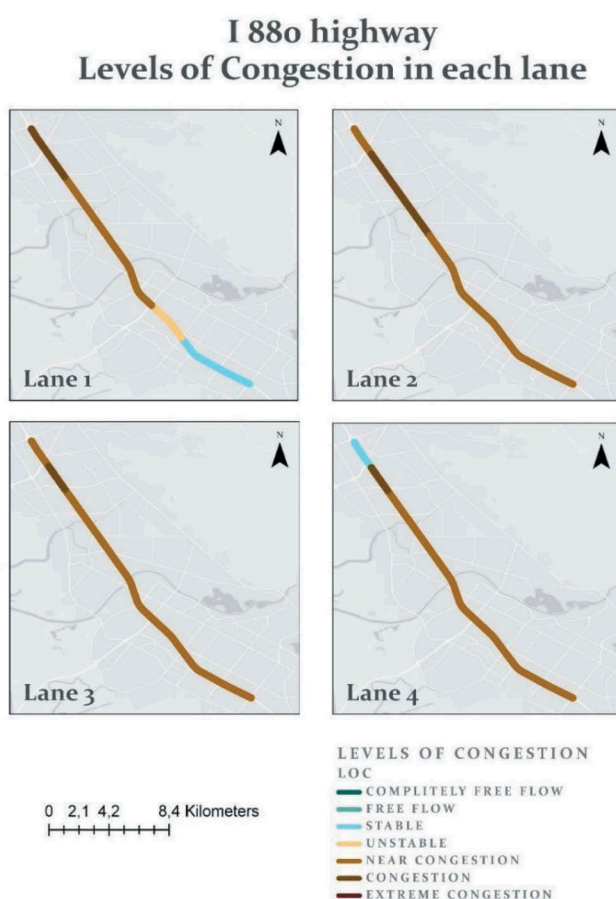 I 880 highway
Levels of Congestion in each lane
N
N
Lane 1
Lane 2
N
N
Lane 3
Lane 4
LEVELS OF CONGESTION
LOC
COMPLITELY FREE FLOW
FREE FLOW
STABLE
UNSTABLE
NEAR CONGESTION
CONGESTION
EXTREME CONGESTION
0 2,1 4,2 8,4 Kilometers